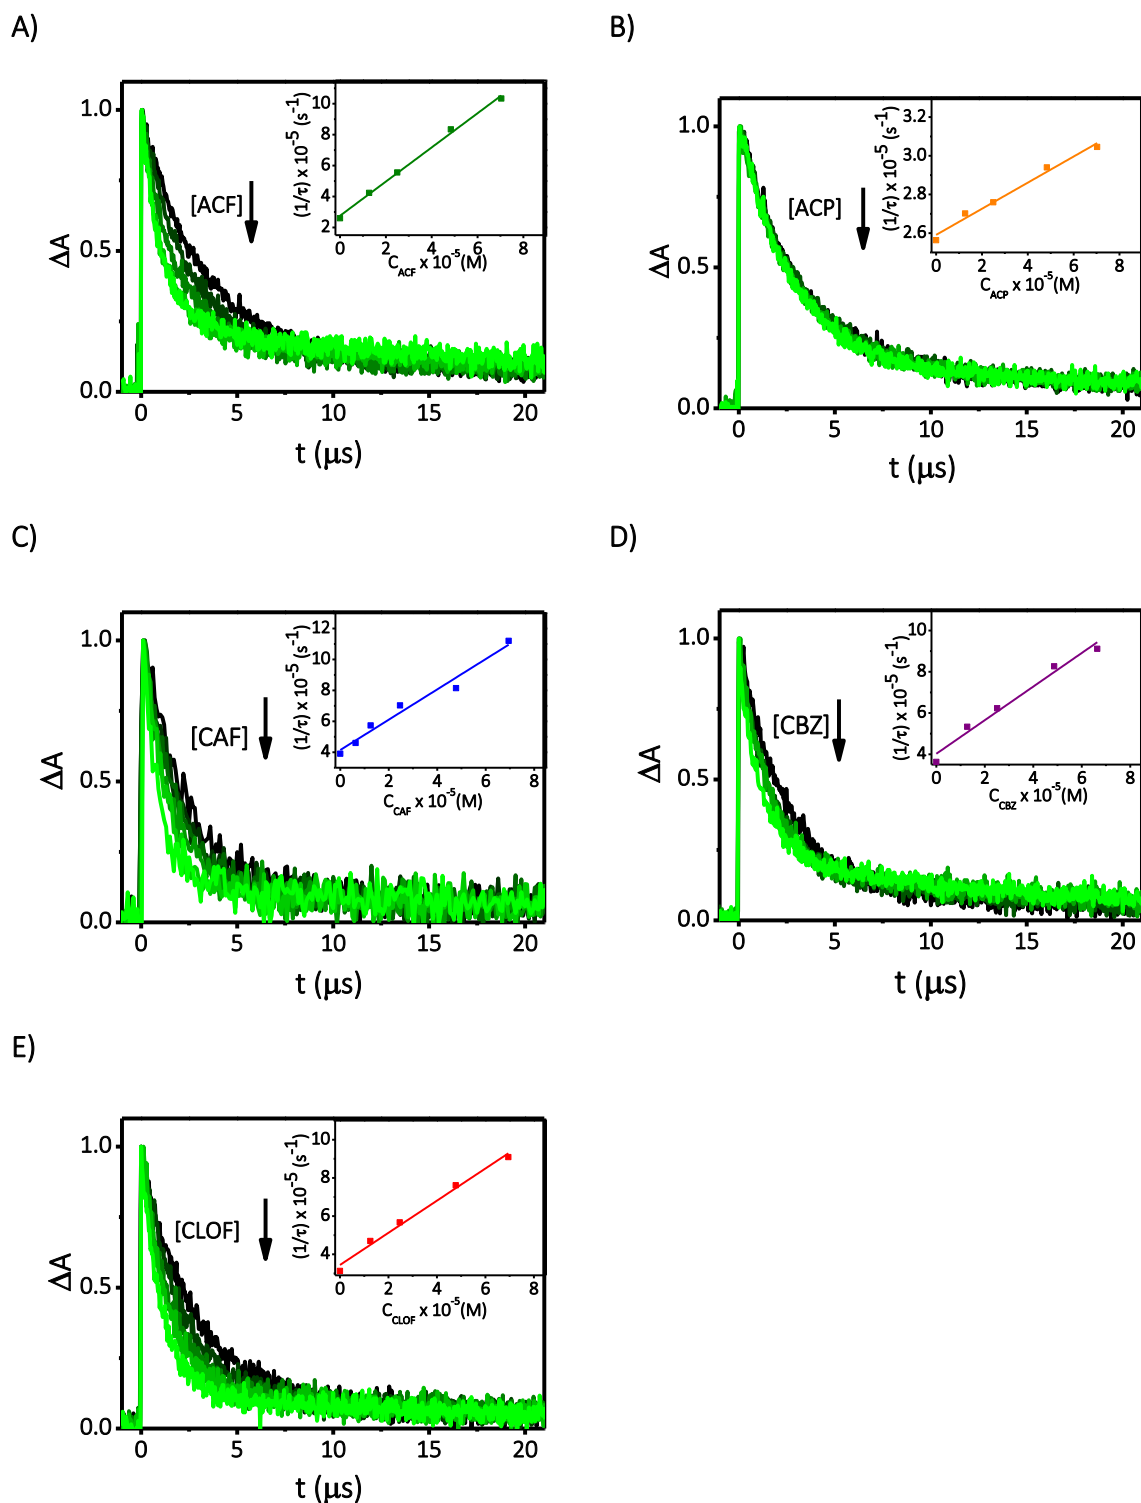 A)
1.0
0.5
0.0
ΔA
[ACF]
0 5 10 15 20
t (μs)
10
8
6
4
2
(1/τ) x 10⁻⁵ (s⁻¹)
0 2 4 6 8
C_ACF x 10⁻⁵(M)
B)
1.0
0.5
0.0
ΔA
[ACP]
0 5 10 15 20
t (μs)
3.2
3.0
2.8
2.6
(1/τ) x 10⁻⁵ (s⁻¹)
0 2 4 6 8
C_ACP x 10⁻⁵(M)
C)
1.0
0.5
0.0
ΔA
[CAF]
0 5 10 15 20
t (μs)
12
10
8
6
4
(1/τ) x 10⁻⁵ (s⁻¹)
0 2 4 6 8
C_CAF x 10⁻⁵(M)
D)
1.0
0.5
0.0
ΔA
[CBZ]
0 5 10 15 20
t (μs)
10
8
6
4
(1/τ) x 10⁻⁵ (s⁻¹)
0 2 4 6 8
C_CBZ x 10⁻⁵(M)
E)
1.0
0.5
0.0
ΔA
[CLOF]
0 5 10 15 20
t (μs)
10
8
6
4
(1/τ) x 10⁻⁵ (s⁻¹)
0 2 4 6 8
C_CLOF x 10⁻⁵(M)